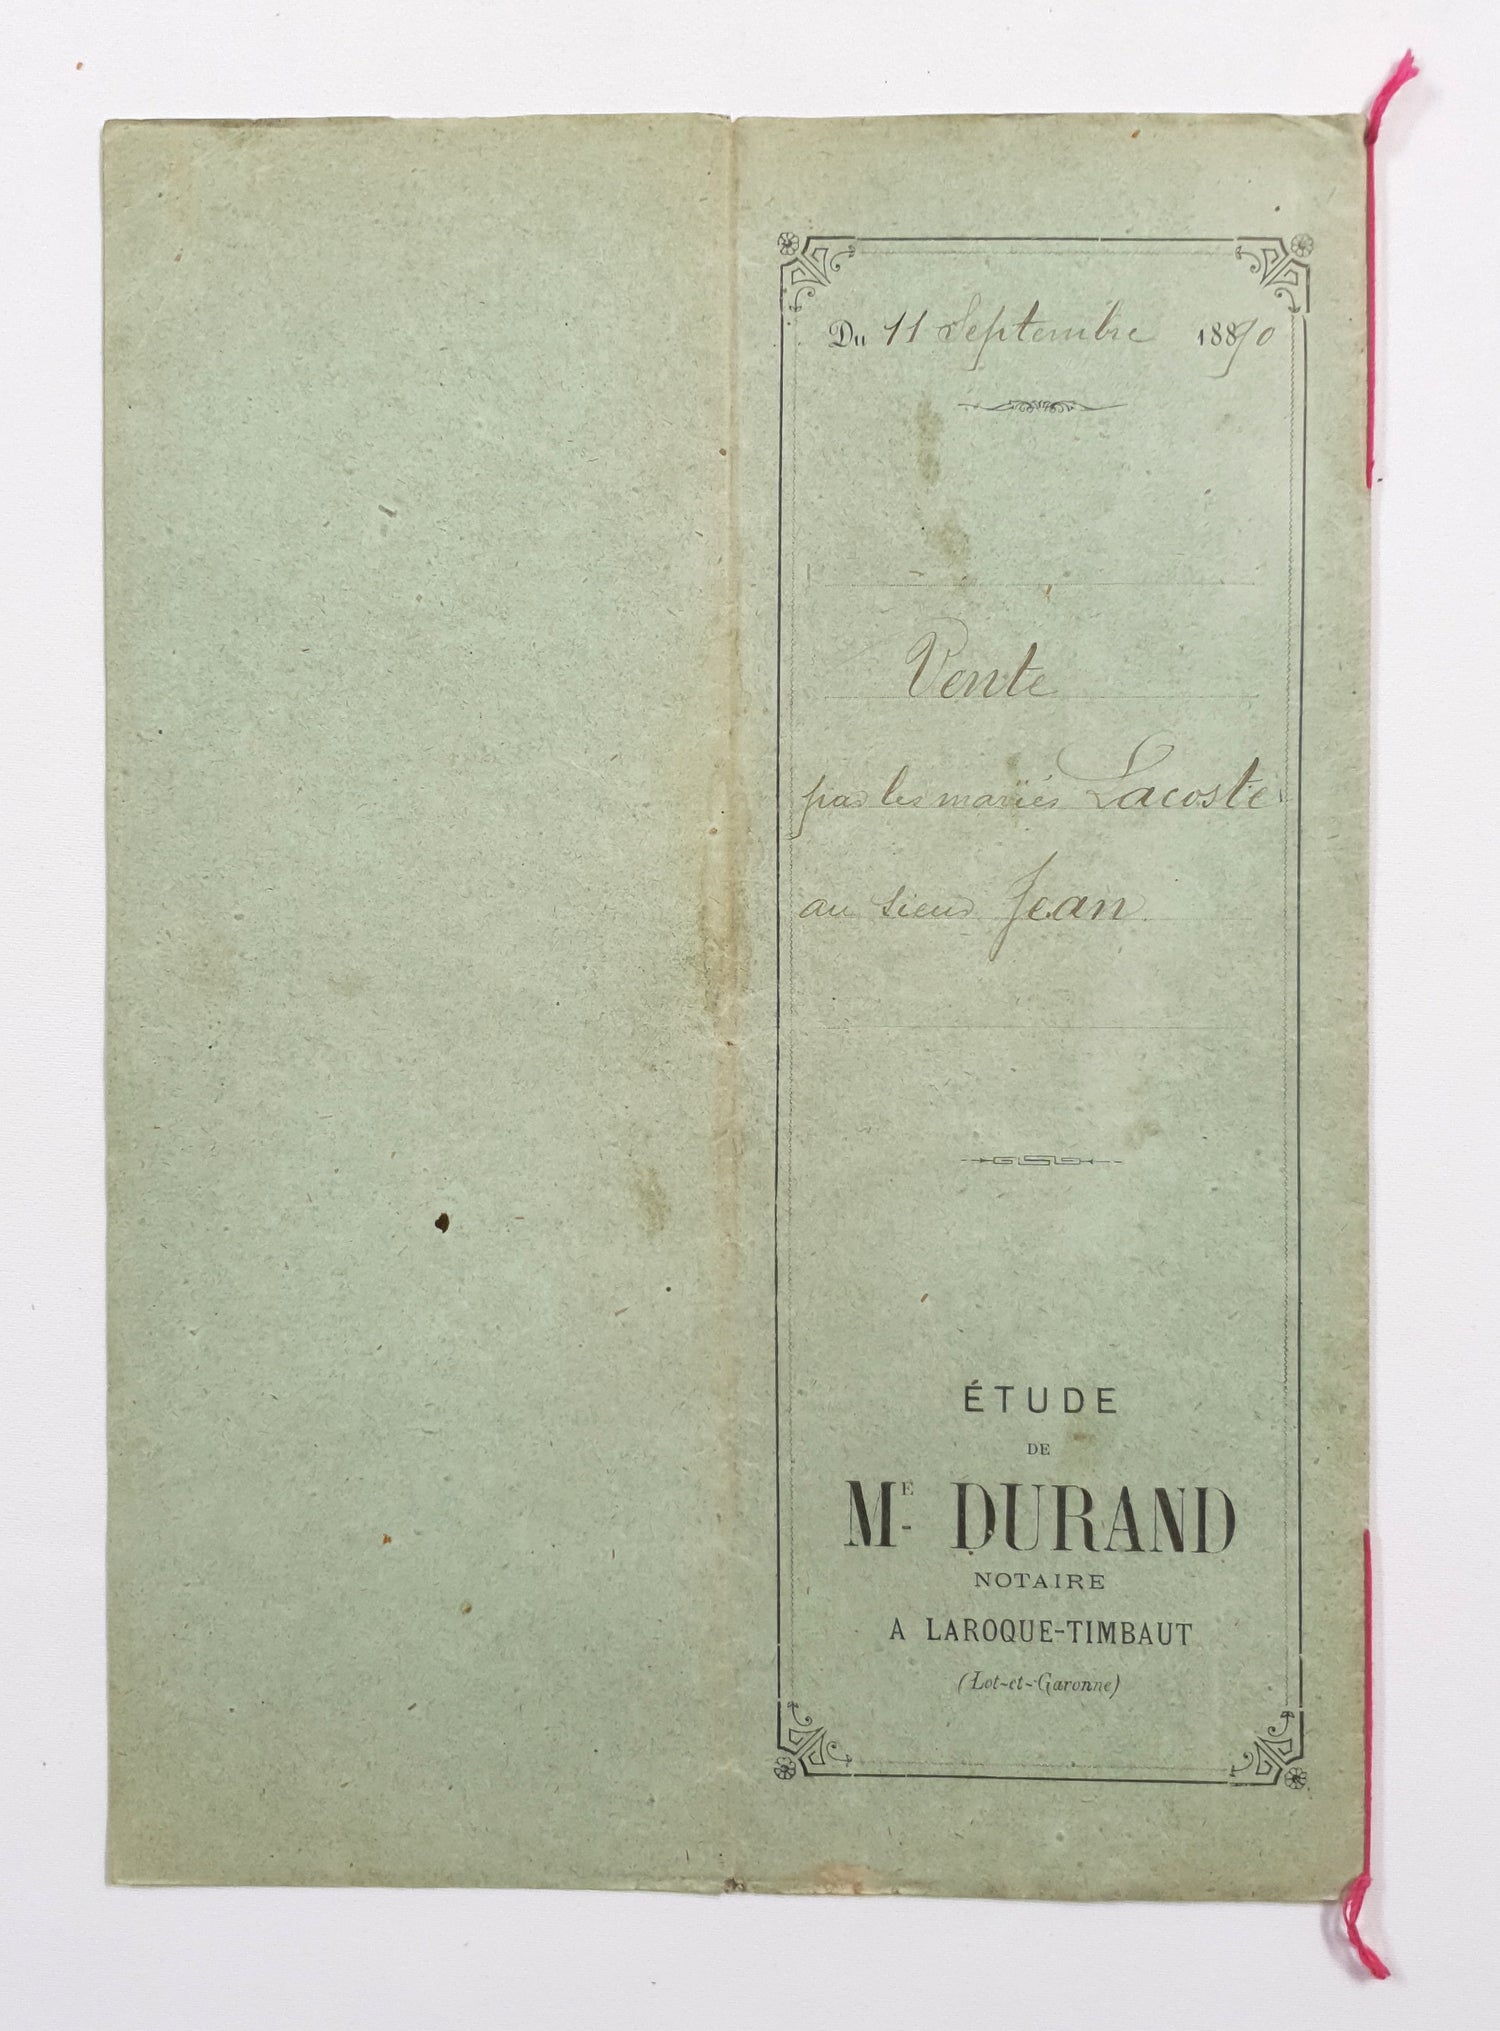 Du 11 Septembre 1890
Vente
par les mariés Lacoste
au sieur Jean
ÉTUDE
DE
ME DURAND
NOTAIRE
A LAROQUE-TIMBAUT
(Lot-et-Garonne)